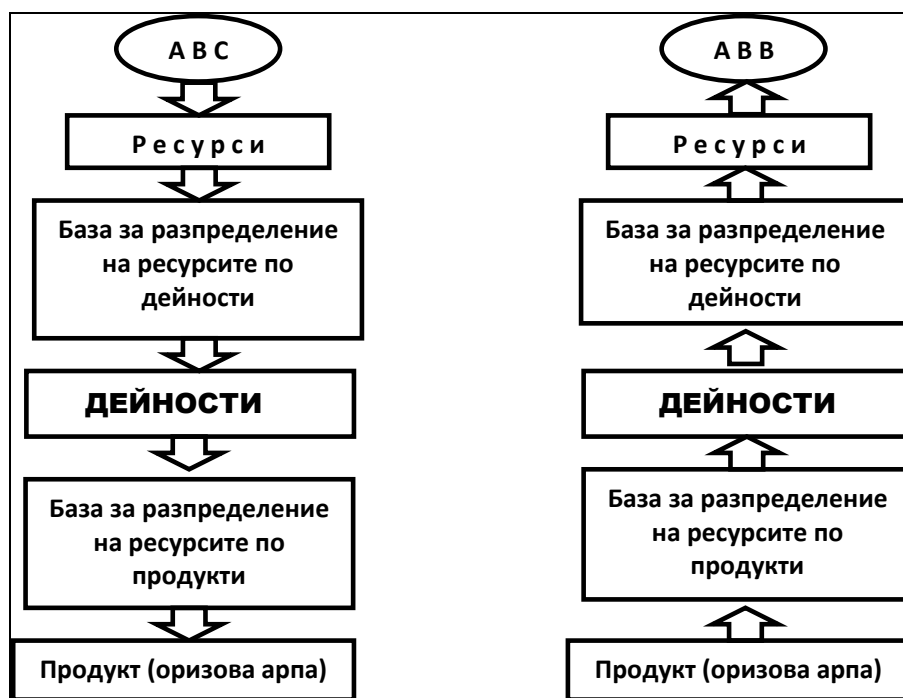 А В С
Р е с у р с и
База за разпределение
на ресурсите по
дейности
ДЕЙНОСТИ
База за разпределение
на ресурсите по
продукти
Продукт (оризова арпа)
А В В
Р е с у р с и
База за разпределение
на ресурсите по
дейности
ДЕЙНОСТИ
База за разпределение
на ресурсите по
продукти
Продукт (оризова арпа)